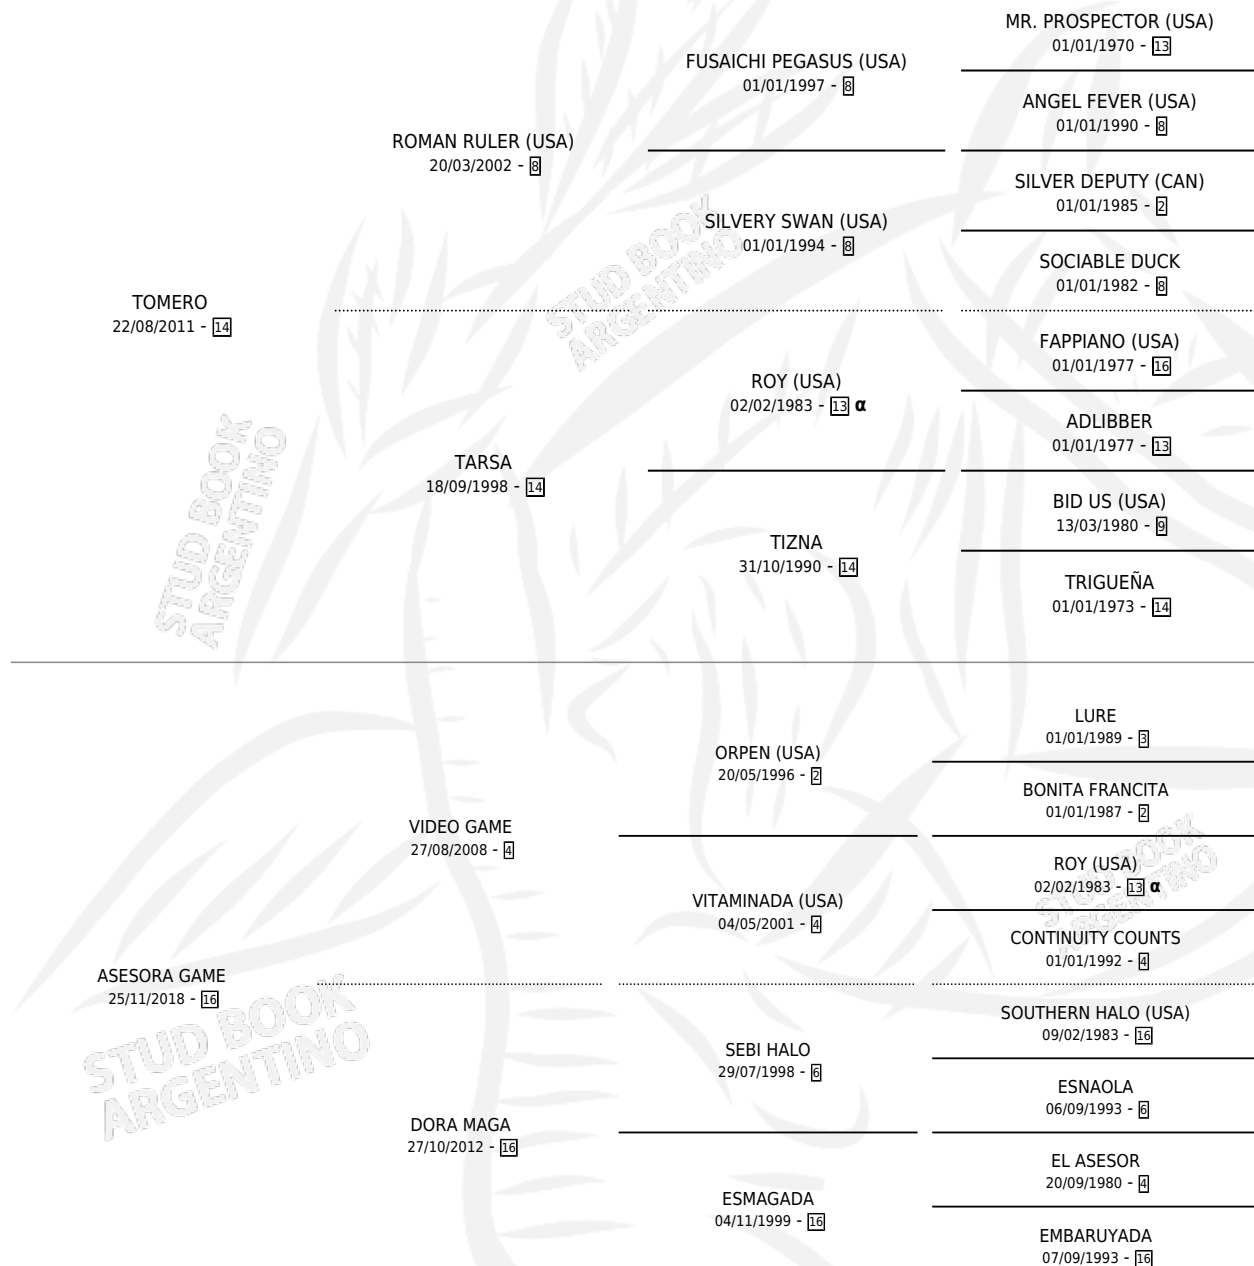 MR. PROSPECTOR (USA)
01/01/1970 - 13
FUSAICHI PEGASUS (USA)
01/01/1997 - 8
ANGEL FEVER (USA)
01/01/1990 - 8
ROMAN RULER (USA)
20/03/2002 - 8
SILVER DEPUTY (CAN)
01/01/1985 - 2
SILVERY SWAN (USA)
01/01/1994 - 8
SOCIABLE DUCK
01/01/1982 - 8
STUD BOOK
ARGENTINO
TOMERO
22/08/2011 - 14
FAPPIANO (USA)
01/01/1977 - 16
ROY (USA)
02/02/1983 - 13 α
ADLIBBER
01/01/1977 - 13
TARSA
18/09/1998 - 14
BID US (USA)
13/03/1980 - 9
TIZNA
31/10/1990 - 14
TRIGUEÑA
01/01/1973 - 14
STUD BOOK
ARGENTINO
LURE
01/01/1989 - 3
ORPEN (USA)
20/05/1996 - 2
BONITA FRANCITA
01/01/1987 - 2
VIDEO GAME
27/08/2008 - 4
ROY (USA)
02/02/1983 - 13 α
VITAMINADA (USA)
04/05/2001 - 4
CONTINUITY COUNTS
01/01/1992 - 4
STUD BOOK
ARGENTINO
ASESORA GAME
25/11/2018 - 16
SOUTHERN HALO (USA)
09/02/1983 - 16
SEBI HALO
29/07/1998 - 6
ESNAOLA
06/09/1993 - 6
DORA MAGA
27/10/2012 - 16
EL ASESOR
20/09/1980 - 4
ESMAGADA
04/11/1999 - 16
EMBARUYADA
07/09/1993 - 16
STUD BOOK
ARGENTINO